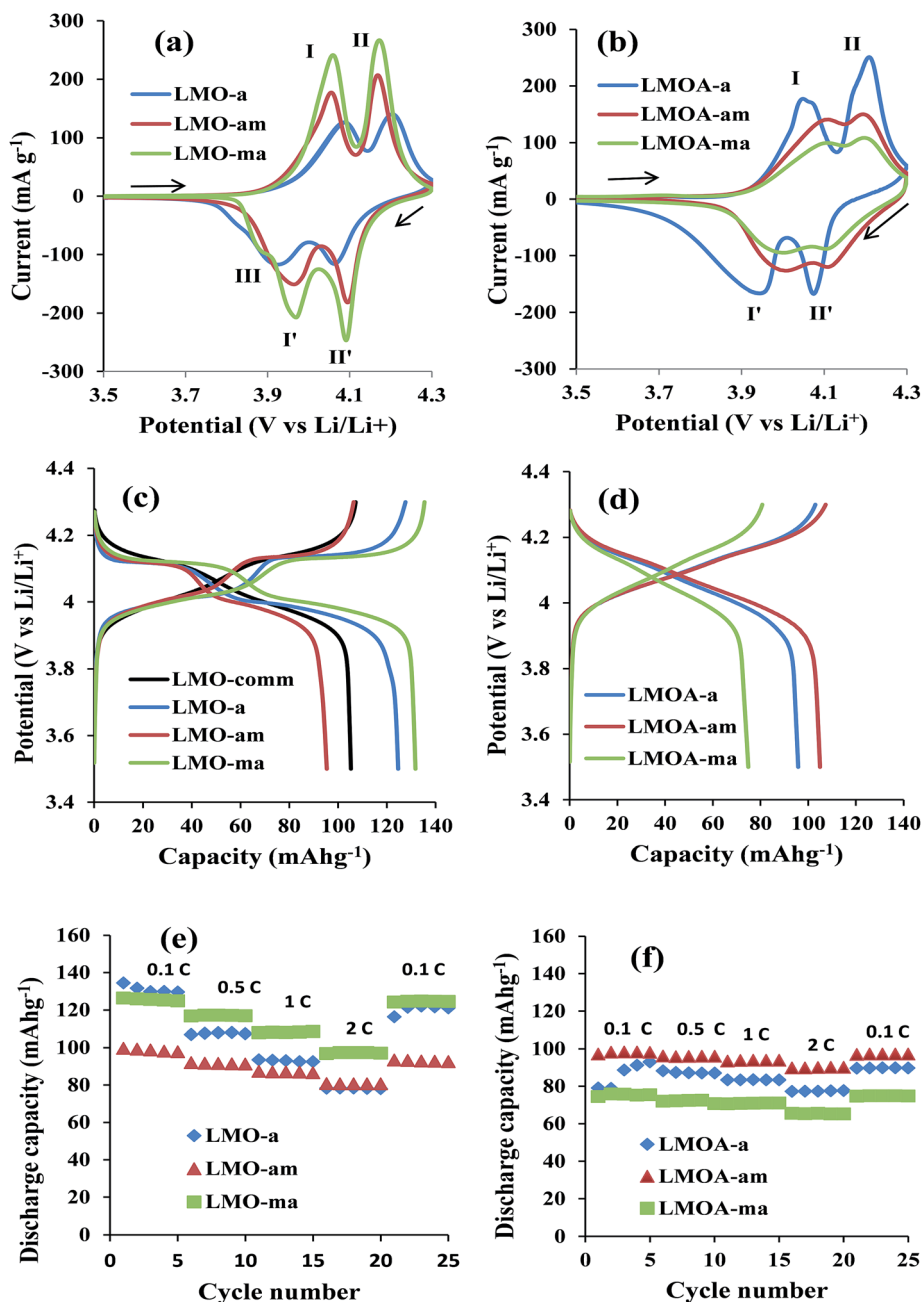 (a)
I
II
LMO-a
LMO-am
LMO-ma
III
I'
II'
300
200
100
0
-100
-200
-300
3.5
3.7
3.9
4.1
4.3
Current (mA g⁻¹)
Potential (V vs Li/Li+)
(b)
I
II
LMOA-a
LMOA-am
LMOA-ma
I'
II'
300
200
100
0
-100
-200
-300
3.5
3.7
3.9
4.1
4.3
Current (mA g⁻¹)
Potential (V vs Li/Li⁺)
(c)
4.4
4.2
4
3.8
3.6
3.4
LMO-comm
LMO-a
LMO-am
LMO-ma
0
20
40
60
80
100
120
140
Potential (V vs Li/Li⁺)
Capacity (mAhg⁻¹)
(d)
4.4
4.2
4
3.8
3.6
3.4
LMOA-a
LMOA-am
LMOA-ma
0
20
40
60
80
100
120
140
Potential (V vs Li/Li⁺)
Capacity (mAhg⁻¹)
(e)
160
140
120
100
80
60
40
20
0
0.1 C
0.5 C
1 C
2 C
0.1 C
LMO-a
LMO-am
LMO-ma
0
5
10
15
20
25
Discharge capacity (mAhg⁻¹)
Cycle number
(f)
160
140
120
100
80
60
40
20
0
0.1 C
0.5 C
1 C
2 C
0.1 C
LMOA-a
LMOA-am
LMOA-ma
0
5
10
15
20
25
Discharge capacity (mAhg⁻¹)
Cycle number